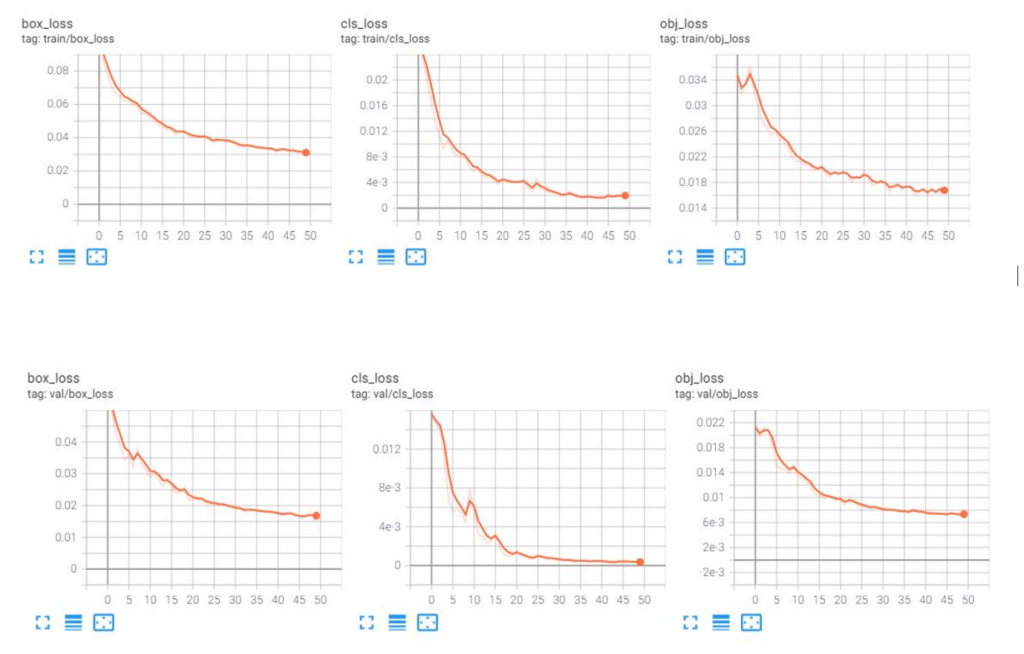 box_loss
tag: train/box_loss
0.08
0.06
0.04
0.02
0
0 5 10 15 20 25 30 35 40 45 50
cls_loss
tag: train/cls_loss
0.02
0.016
0.012
8e-3
4e-3
0
0 5 10 15 20 25 30 35 40 45 50
obj_loss
tag: train/obj_loss
0.034
0.03
0.026
0.022
0.018
0.014
0 5 10 15 20 25 30 35 40 45 50
box_loss
tag: val/box_loss
0.04
0.03
0.02
0.01
0
0 5 10 15 20 25 30 35 40 45 50
cls_loss
tag: val/cls_loss
0.012
8e-3
4e-3
0
0 5 10 15 20 25 30 35 40 45 50
obj_loss
tag: val/obj_loss
0.022
0.018
0.014
0.01
6e-3
2e-3
-2e-3
0 5 10 15 20 25 30 35 40 45 50